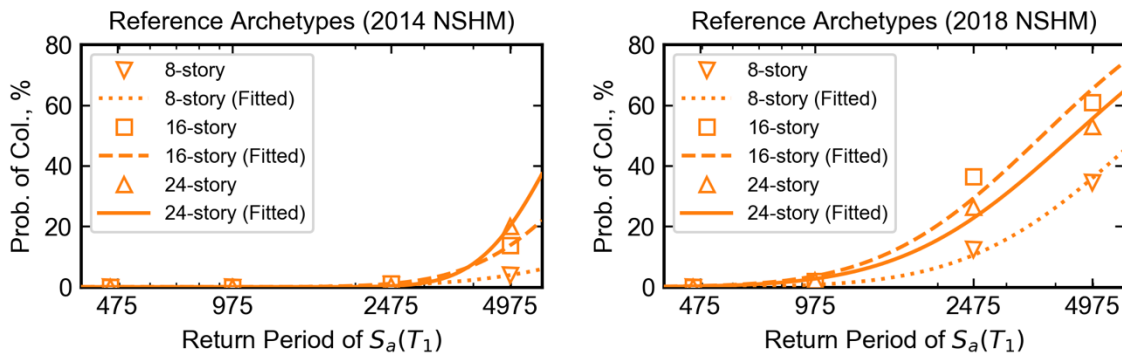 Reference Archetypes (2014 NSHM)
Prob. of Col., %
80
60
40
20
0
8-story
8-story (Fitted)
16-story
16-story (Fitted)
24-story
24-story (Fitted)
475 975 2475 4975
Return Period of Sa(T1)
Reference Archetypes (2018 NSHM)
Prob. of Col., %
80
60
40
20
0
8-story
8-story (Fitted)
16-story
16-story (Fitted)
24-story
24-story (Fitted)
475 975 2475 4975
Return Period of Sa(T1)